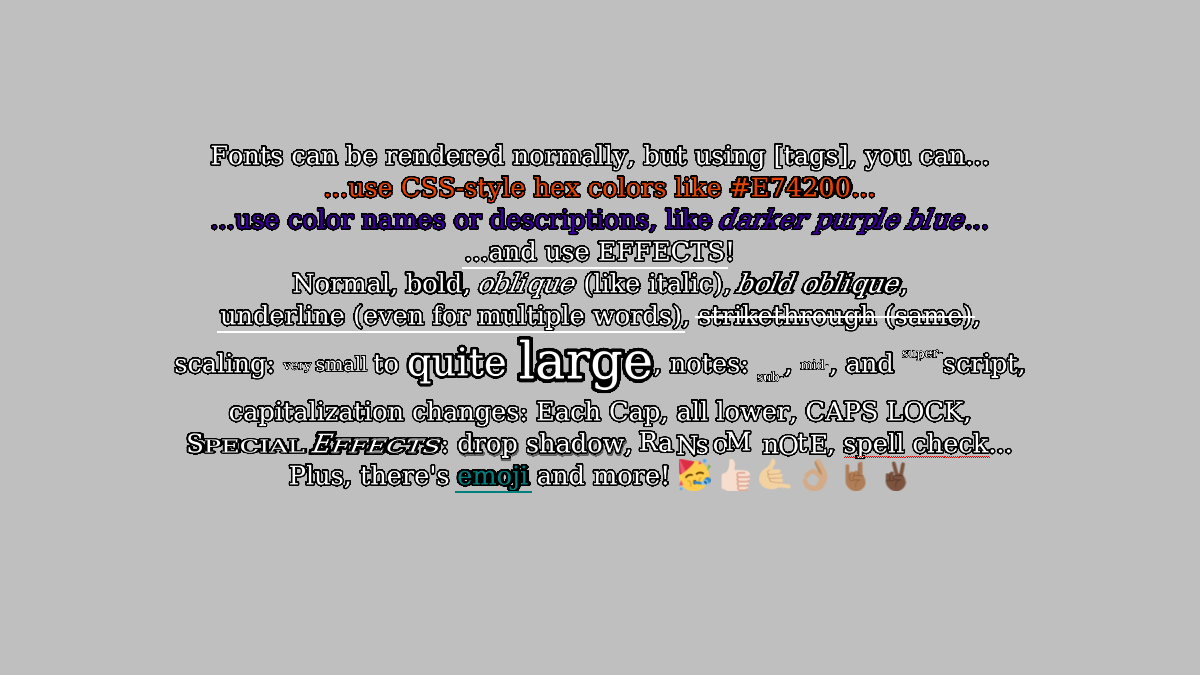 Fonts can be rendered normally, but using [tags], you can...
...use CSS-style hex colors like #E74200...
...use color names or descriptions, like darker purple blue...
...and use EFFECTS!
Normal, bold, oblique (like italic), bold oblique,
underline (even for multiple words), strikethrough (same),
scaling: very small to quite large, notes: sub-, mid-, and super-script,
capitalization changes: Each Cap, all lower, CAPS LOCK,
Special Effects: drop shadow, RaNsoM nOtE, spell check...
Plus, there's emoji and more! 🥳👍🏻🤙🏼👌🏽🤘🏾✌🏿